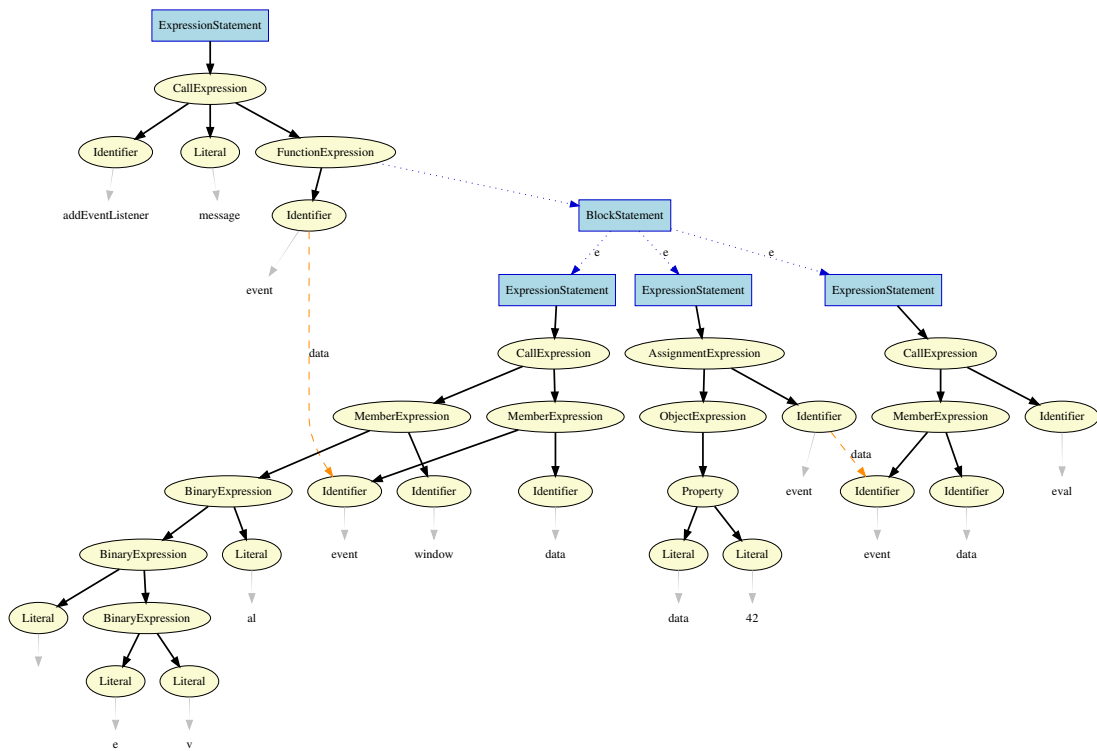 ExpressionStatement
CallExpression
Identifier Literal FunctionExpression
addEventListener message Identifier BlockStatement
event
e e e
ExpressionStatement ExpressionStatement ExpressionStatement
data CallExpression AssignmentExpression CallExpression
MemberExpression MemberExpression ObjectExpression Identifier MemberExpression Identifier
data
BinaryExpression Identifier Identifier Identifier Property event Identifier Identifier eval
BinaryExpression Literal event window data Literal Literal event data
Literal BinaryExpression al data 42
Literal Literal
e v